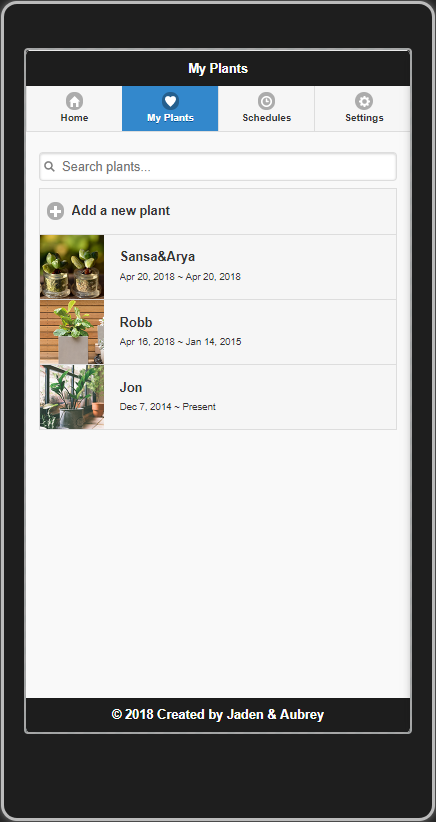 My Plants
Home My Plants Schedules Settings
Search plants...
Add a new plant
Sansa&Arya
Apr 20, 2018 ~ Apr 20, 2018
Robb
Apr 16, 2018 ~ Jan 14, 2015
Jon
Dec 7, 2014 ~ Present
© 2018 Created by Jaden & Aubrey